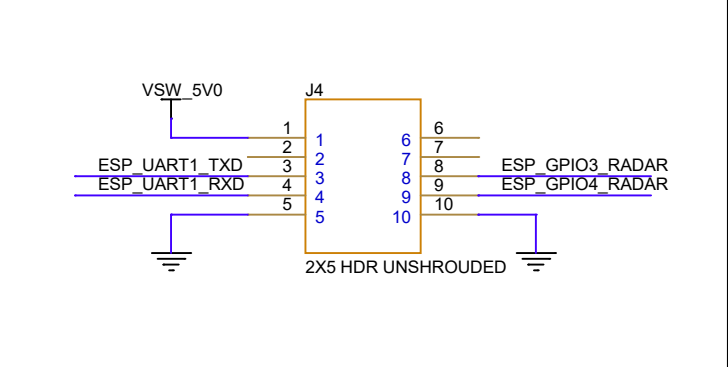 VSW_5V0
J4
1 1 6 6
2 2 7 7
ESP_UART1_TXD 3 3 8 8 ESP_GPIO3_RADAR
ESP_UART1_RXD 4 4 9 9 ESP_GPIO4_RADAR
5 5 10 10
2X5 HDR UNSHROUDED